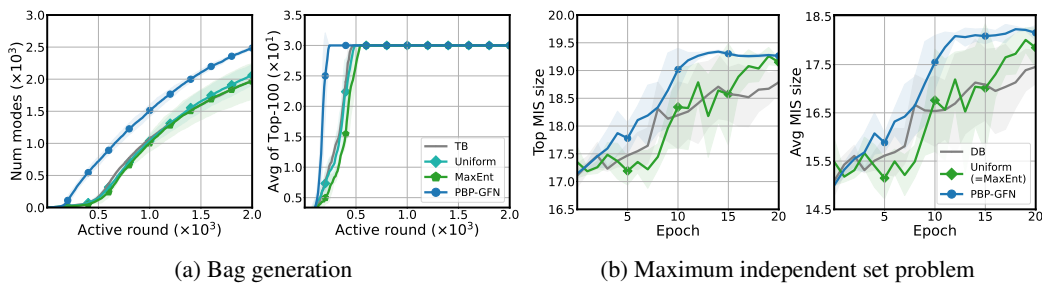 Num modes (×10³)
3.0
2.5
2.0
1.5
1.0
0.5
0.0
0.5
1.0
1.5
2.0
Active round (×10³)
Avg of Top-100 (×10¹)
3.5
3.0
2.5
2.0
1.5
1.0
0.5
0.5
1.0
1.5
2.0
Active round (×10³)
TB
Uniform
MaxEnt
PBP-GFN
(a) Bag generation
Top MIS size
20.0
19.5
19.0
18.5
18.0
17.5
17.0
16.5
5
10
15
20
Epoch
Avg MIS size
18.5
17.5
16.5
15.5
14.5
5
10
15
20
Epoch
DB
Uniform
(=MaxEnt)
PBP-GFN
(b) Maximum independent set problem